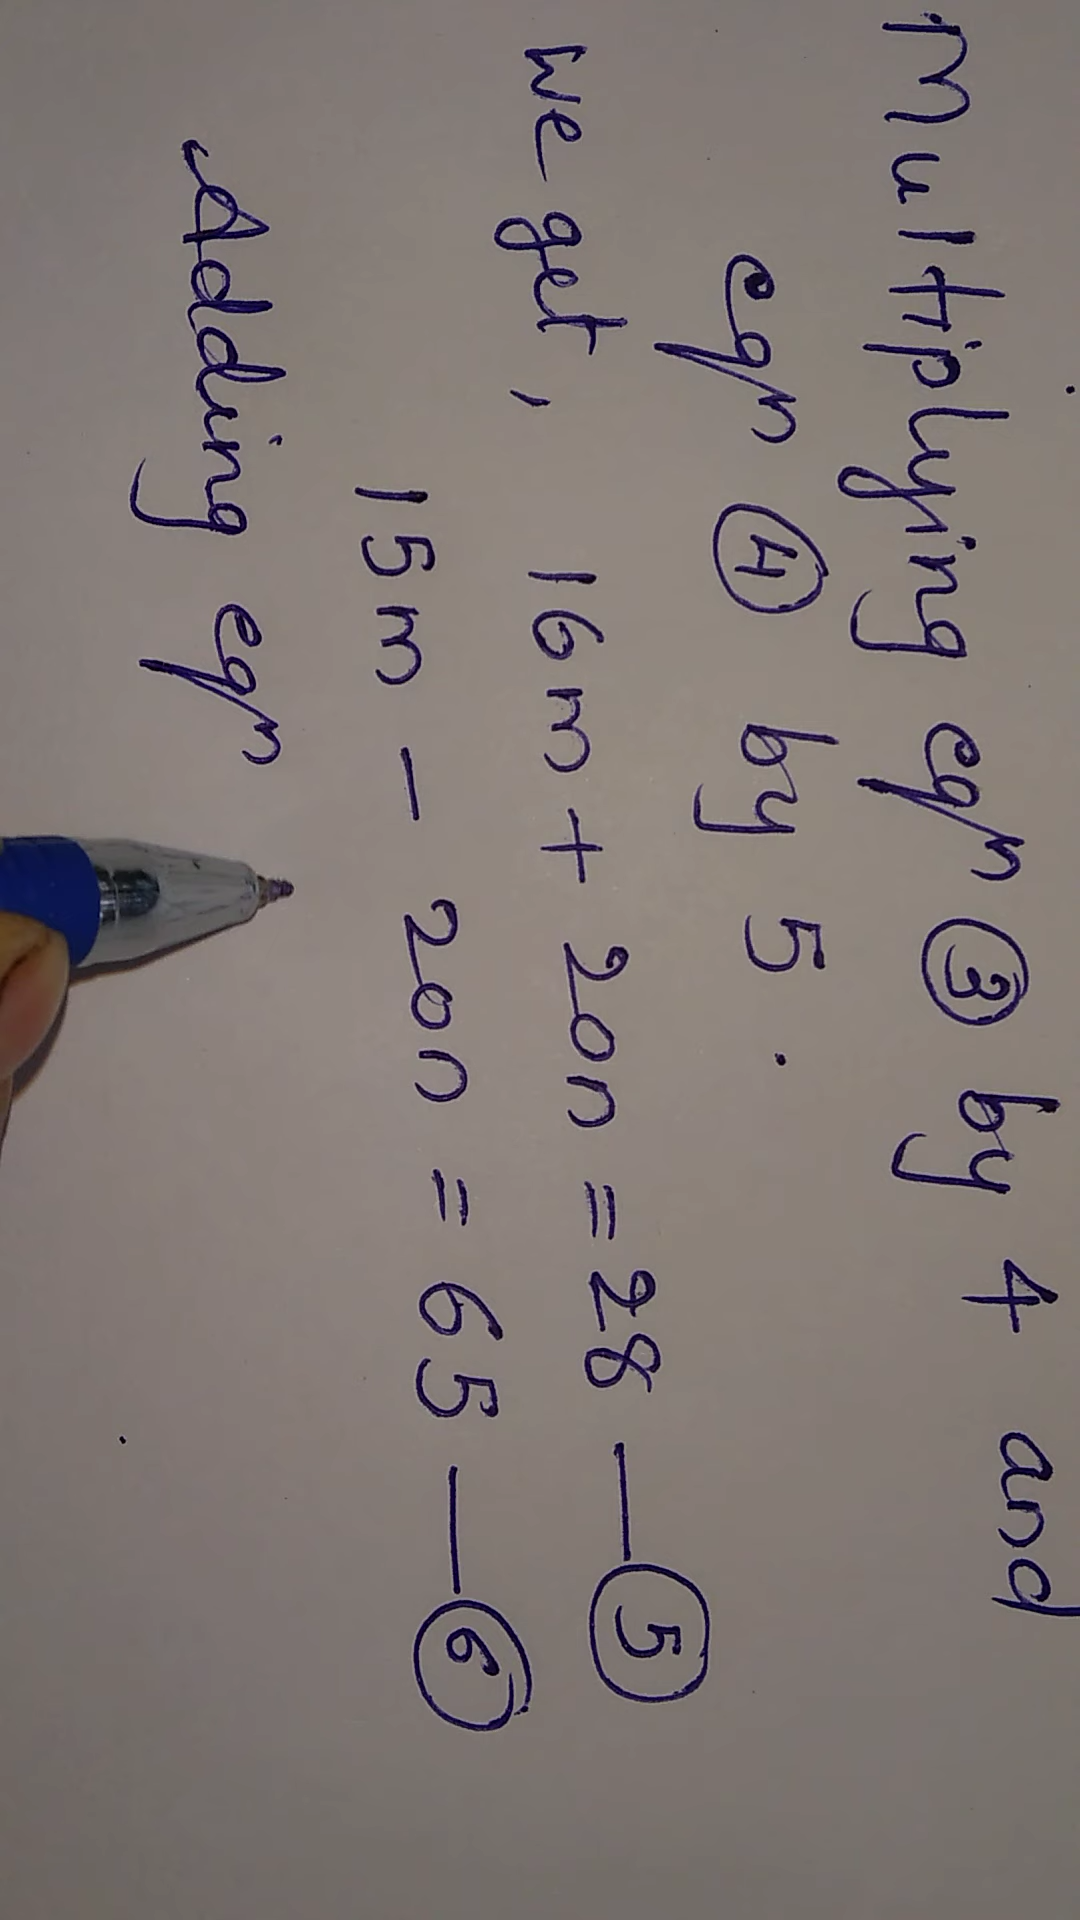 Multiplying eqn ③ by 4 and
eqn ④ by 5.
we get, 16m + 20n = 28 — ⑤
15m - 20n = 65 — ⑥
Adding eqn